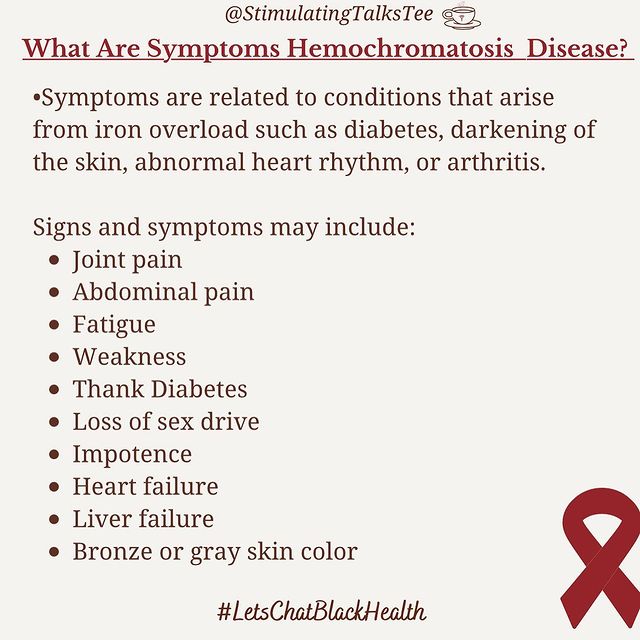 @StimulatingTalksTee
What Are Symptoms Hemochromatosis Disease?
•Symptoms are related to conditions that arise
from iron overload such as diabetes, darkening of
the skin, abnormal heart rhythm, or arthritis.
Signs and symptoms may include:
• Joint pain
• Abdominal pain
• Fatigue
• Weakness
• Thank Diabetes
• Loss of sex drive
• Impotence
• Heart failure
• Liver failure
• Bronze or gray skin color
#LetsChatBlackHealth